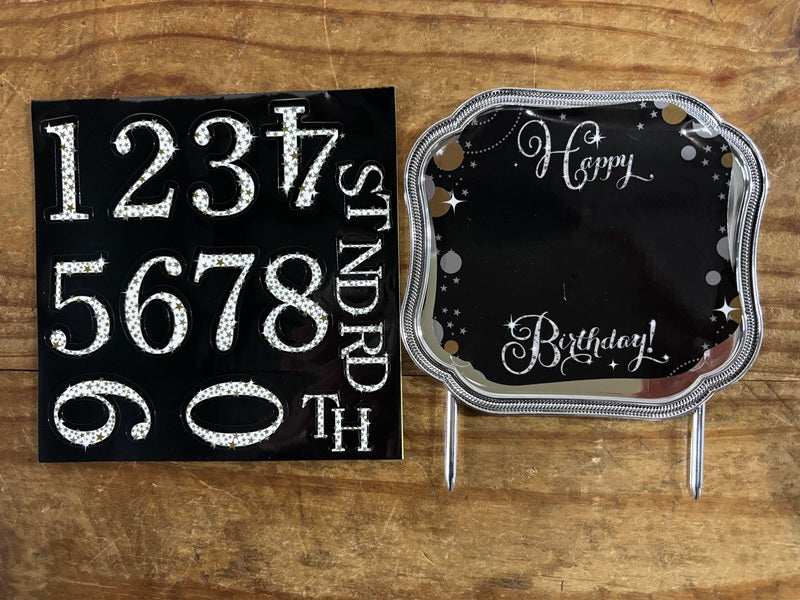 1234
ST
5678
ND
RD
90
TH
Happy
Birthday!